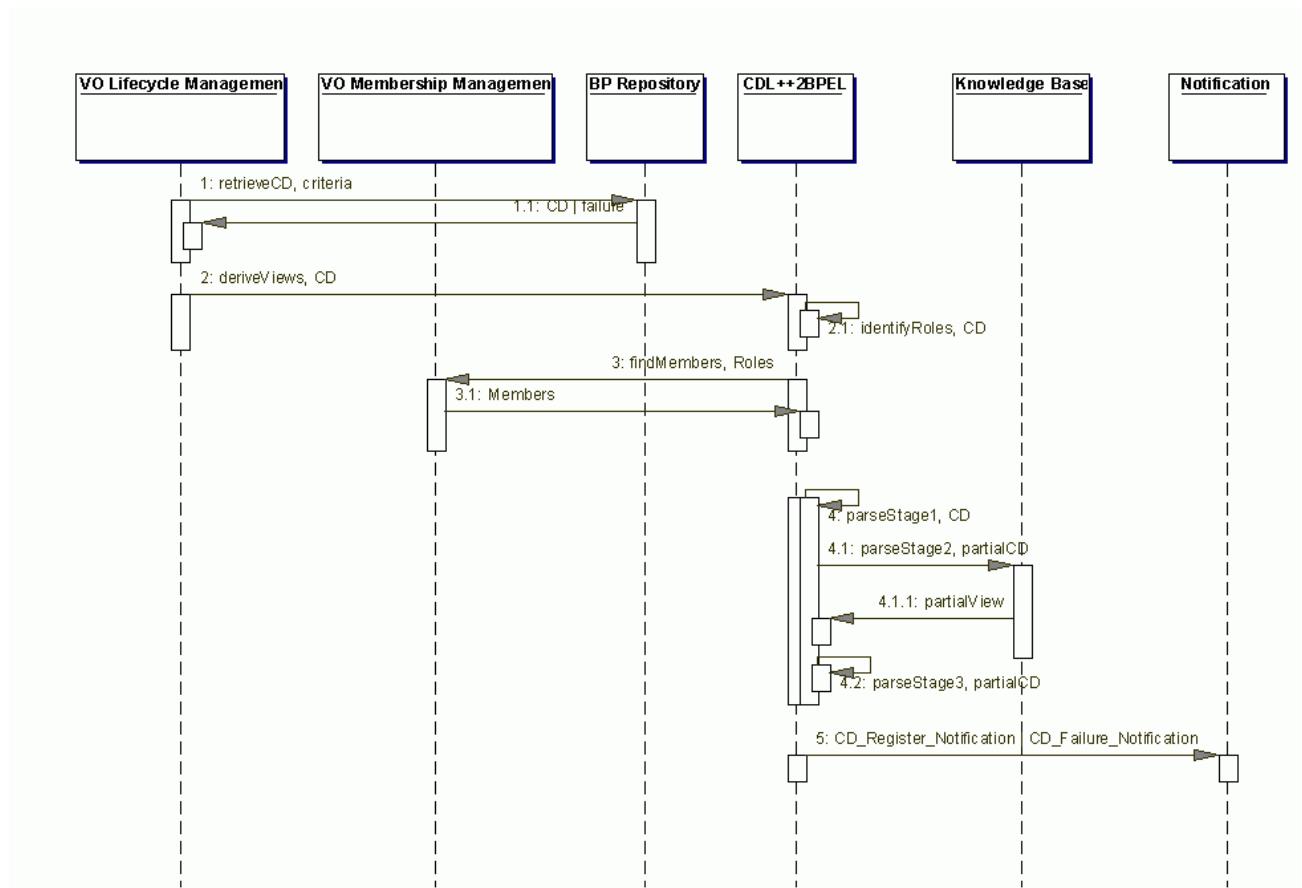 VO Lifecycle Managemen
VO Membership Managemen
BP Repository
CDL++2BPEL
Knowledge Base
Notification
1: retrieveCD, criteria
1.1: CD | failure
2: deriveViews, CD
2.1: identifyRoles, CD
3: findMembers, Roles
3.1: Members
4: parseStage1, CD
4.1: parseStage2, partialCD
4.1.1: partialView
4.2: parseStage3, partialCD
5: CD_Register_Notification | CD_Failure_Notification